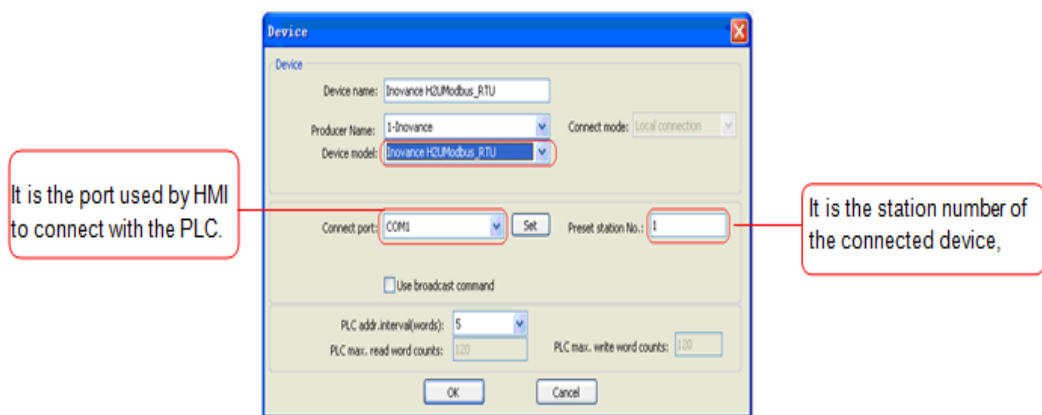 Device
Device
Device name: Inovance H2UModbus_RTU
Producer Name: 1-Inovance Connect mode: Local connection
Device model: Inovance H2UModbus_RTU
It is the port used by HMI
to connect with the PLC.
Connect port: COM1 Set Preset station No.: 1
It is the station number of
the connected device,
Use broadcast command
PLC addr.interval(words): 5
PLC max. read word counts: 120 PLC max. write word counts: 120
OK Cancel